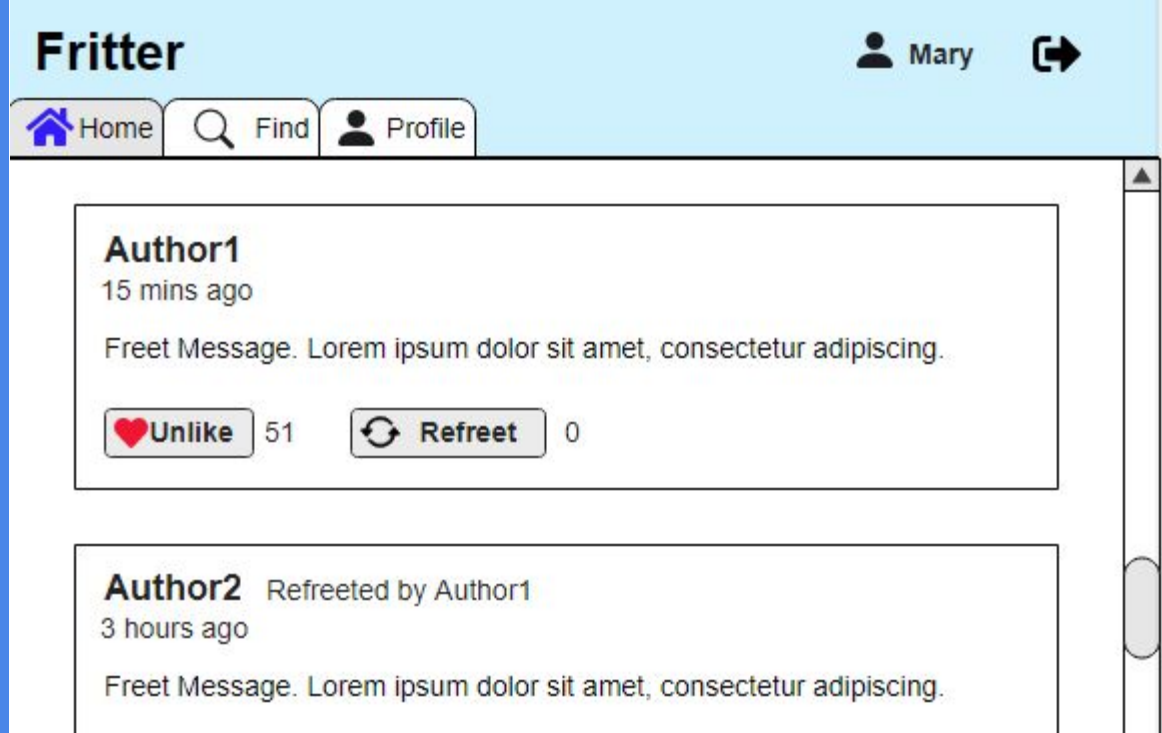 Fritter
Mary
Home
Find
Profile
Author1
15 mins ago
Freet Message. Lorem ipsum dolor sit amet, consectetur adipiscing.
Unlike 51 Refreet 0
Author2 Refreeted by Author1
3 hours ago
Freet Message. Lorem ipsum dolor sit amet, consectetur adipiscing.